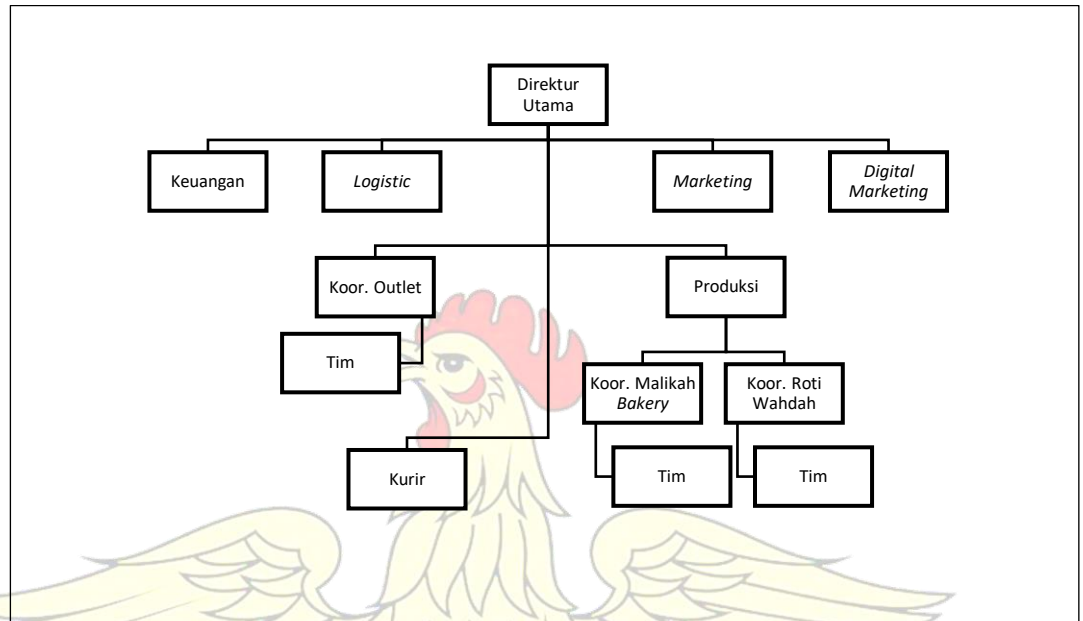 Direktur
Utama
Keuangan
Logistic
Marketing
Digital
Marketing
Koor. Outlet
Produksi
Tim
Koor. Malikah
Bakery
Koor. Roti
Wahdah
Kurir
Tim
Tim